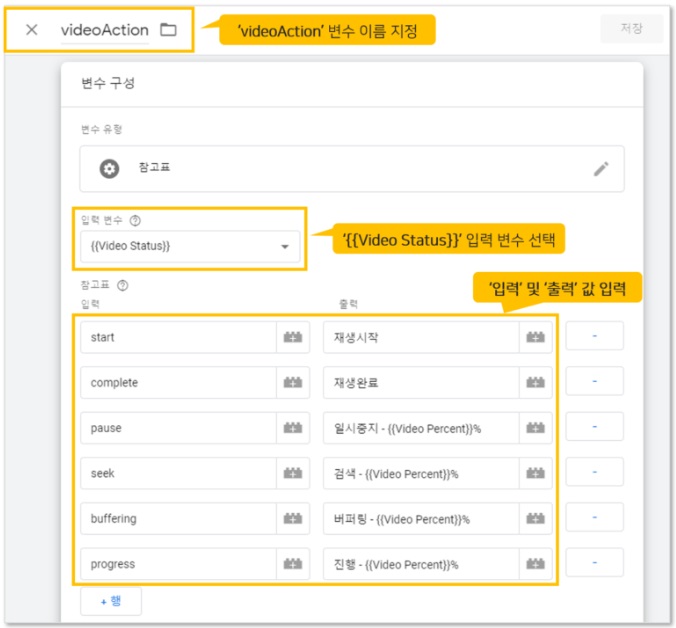 videoAction
'videoAction' 변수 이름 지정
저장
변수 구성
변수 유형
참고표
입력 변수
{{Video Status}}
'{{Video Status}}' 입력 변수 선택
참고표
'입력' 및 '출력' 값 입력
입력 출력
start 재생시작 -
complete 재생완료 -
pause 일시중지 - {{Video Percent}}% -
seek 검색 - {{Video Percent}}% -
buffering 버퍼링 - {{Video Percent}}% -
progress 진행 - {{Video Percent}}% -
+ 행